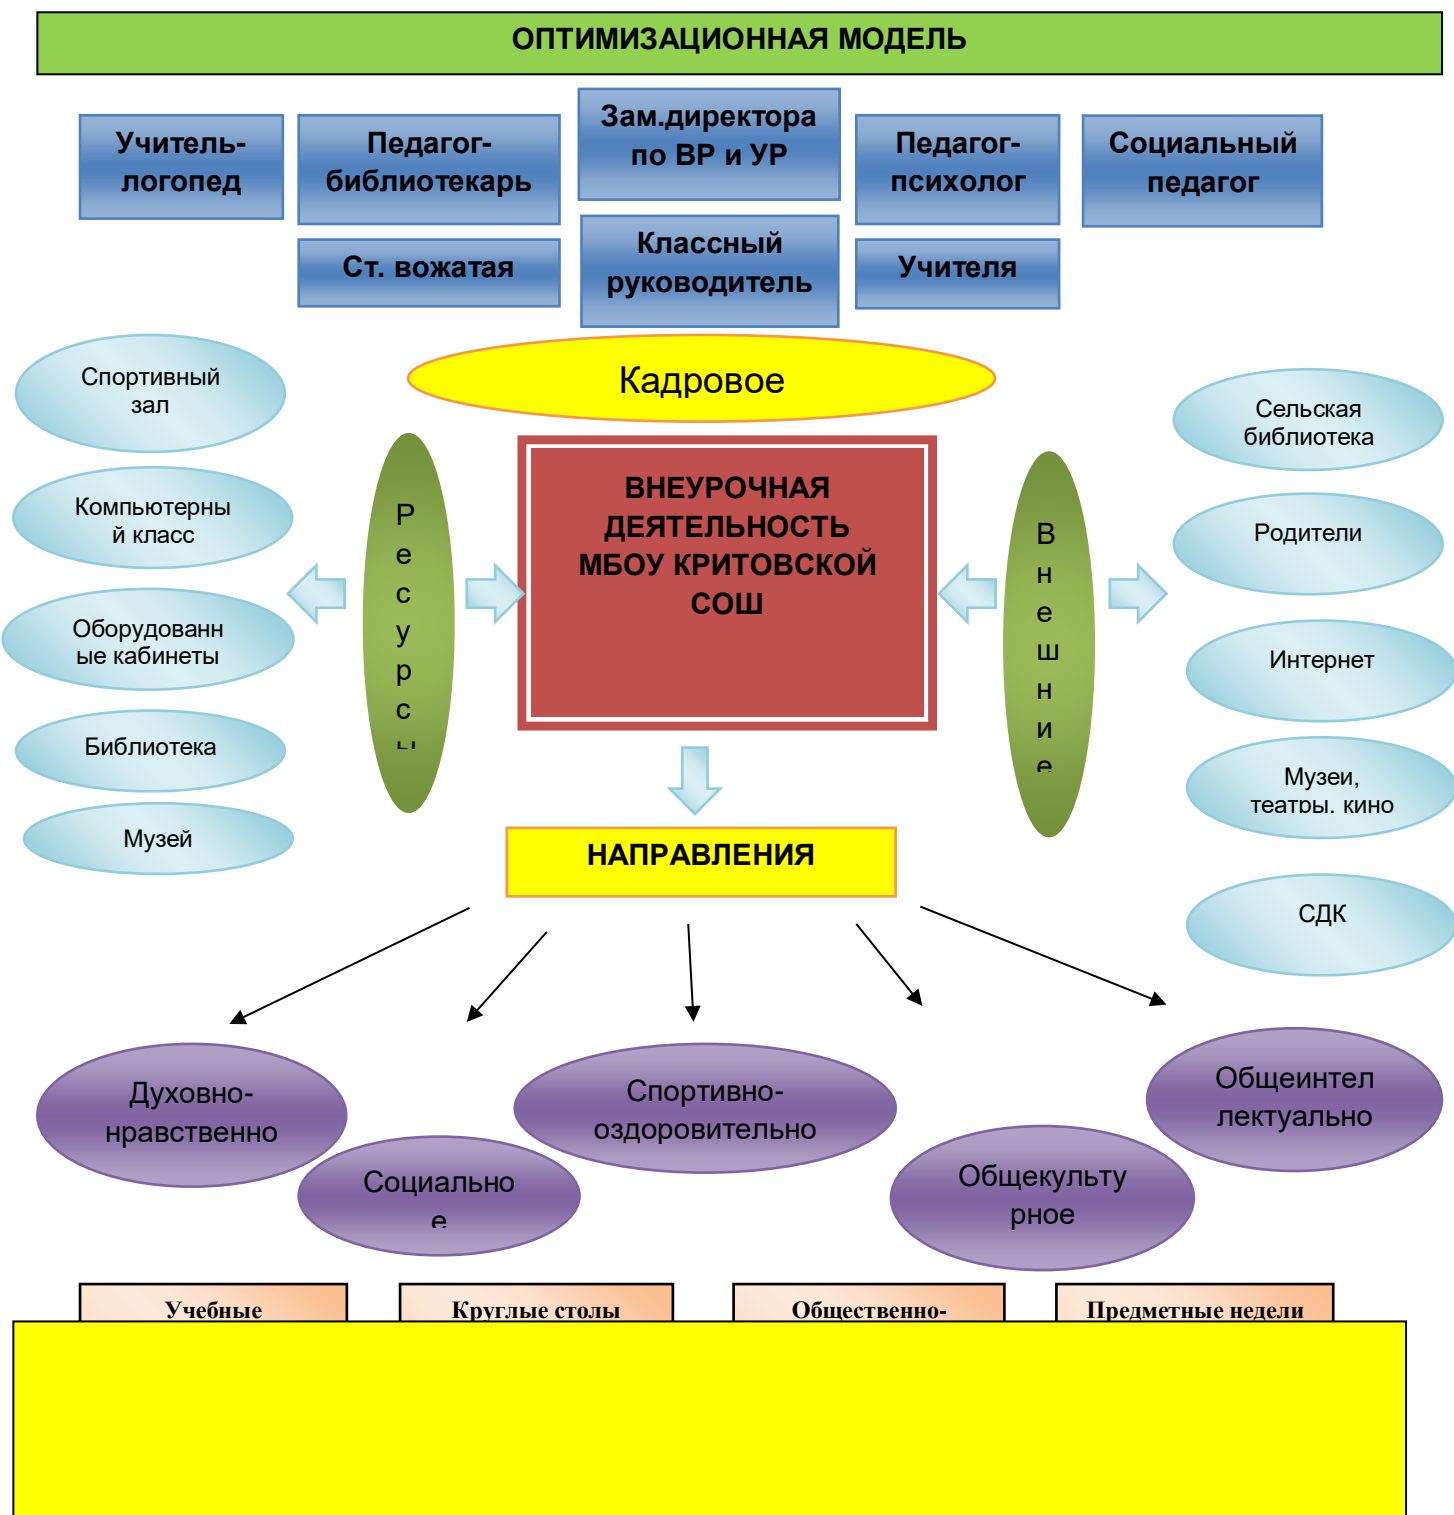 ОПТИМИЗАЦИОННАЯ МОДЕЛЬ
Учитель-
логопед
Педагог-
библиотекарь
Зам.директора
по ВР и УР
Педагог-
психолог
Социальный
педагог
Ст. вожатая
Классный
руководитель
Учителя
Кадровое
Спортивный
зал
Компьютерны
й класс
Оборудованн
ые кабинеты
Библиотека
Музей
Ресурсы
ВНЕУРОЧНАЯ
ДЕЯТЕЛЬНОСТЬ
МБОУ КРИТОВСКОЙ
СОШ
Внешние
Сельская
библиотека
Родители
Интернет
Музеи,
театры, кино
СДК
НАПРАВЛЕНИЯ
Духовно-
нравственно
Социально
е
Спортивно-
оздоровительно
Общекульту
рное
Общеинтел
лектуально
Учебные
Круглые столы
Общественно-
Предметные недели